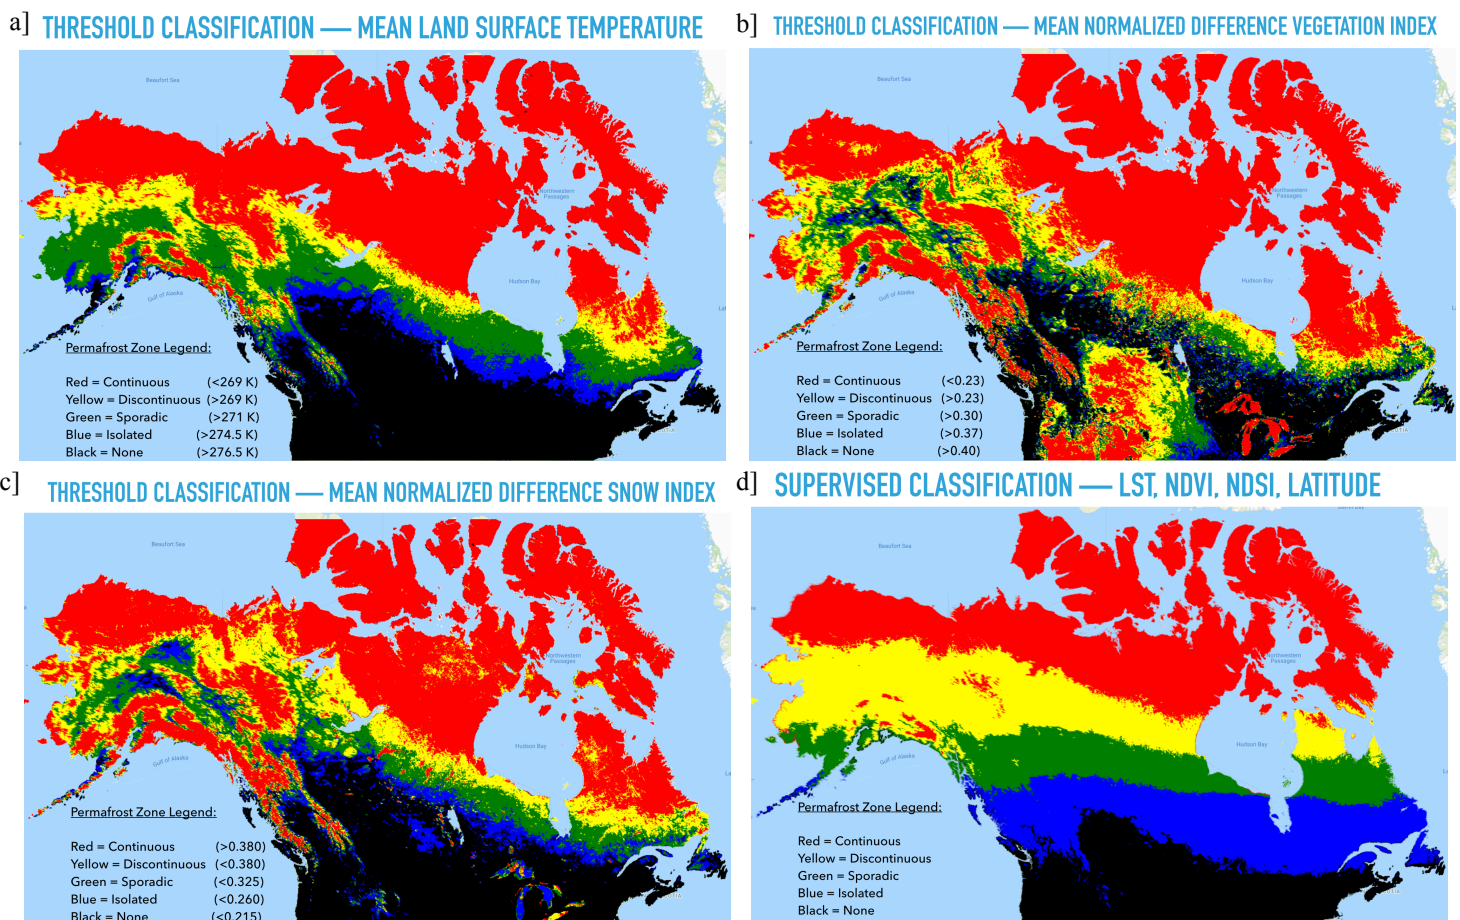 a] THRESHOLD CLASSIFICATION — MEAN LAND SURFACE TEMPERATURE
Beaufort Sea
Northwestern
Passages
Hudson Bay
Gulf of Alaska
Permafrost Zone Legend:
Red = Continuous (<269 K)
Yellow = Discontinuous (>269 K)
Green = Sporadic (>271 K)
Blue = Isolated (>274.5 K)
Black = None (>276.5 K)
b] THRESHOLD CLASSIFICATION — MEAN NORMALIZED DIFFERENCE VEGETATION INDEX
Beaufort Sea
Northwestern
Passages
Hudson Bay
Gulf of Alaska
Permafrost Zone Legend:
Red = Continuous (<0.23)
Yellow = Discontinuous (>0.23)
Green = Sporadic (>0.30)
Blue = Isolated (>0.37)
Black = None (>0.40)
c] THRESHOLD CLASSIFICATION — MEAN NORMALIZED DIFFERENCE SNOW INDEX
Beaufort Sea
Northwestern
Passages
Hudson Bay
Gulf of Alaska
Permafrost Zone Legend:
Red = Continuous (>0.380)
Yellow = Discontinuous (<0.380)
Green = Sporadic (<0.325)
Blue = Isolated (<0.260)
Black = None (<0.215)
d] SUPERVISED CLASSIFICATION — LST, NDVI, NDSI, LATITUDE
Beaufort Sea
Northwestern
Passages
Hudson Bay
Gulf of Alaska
Permafrost Zone Legend:
Red = Continuous
Yellow = Discontinuous
Green = Sporadic
Blue = Isolated
Black = None